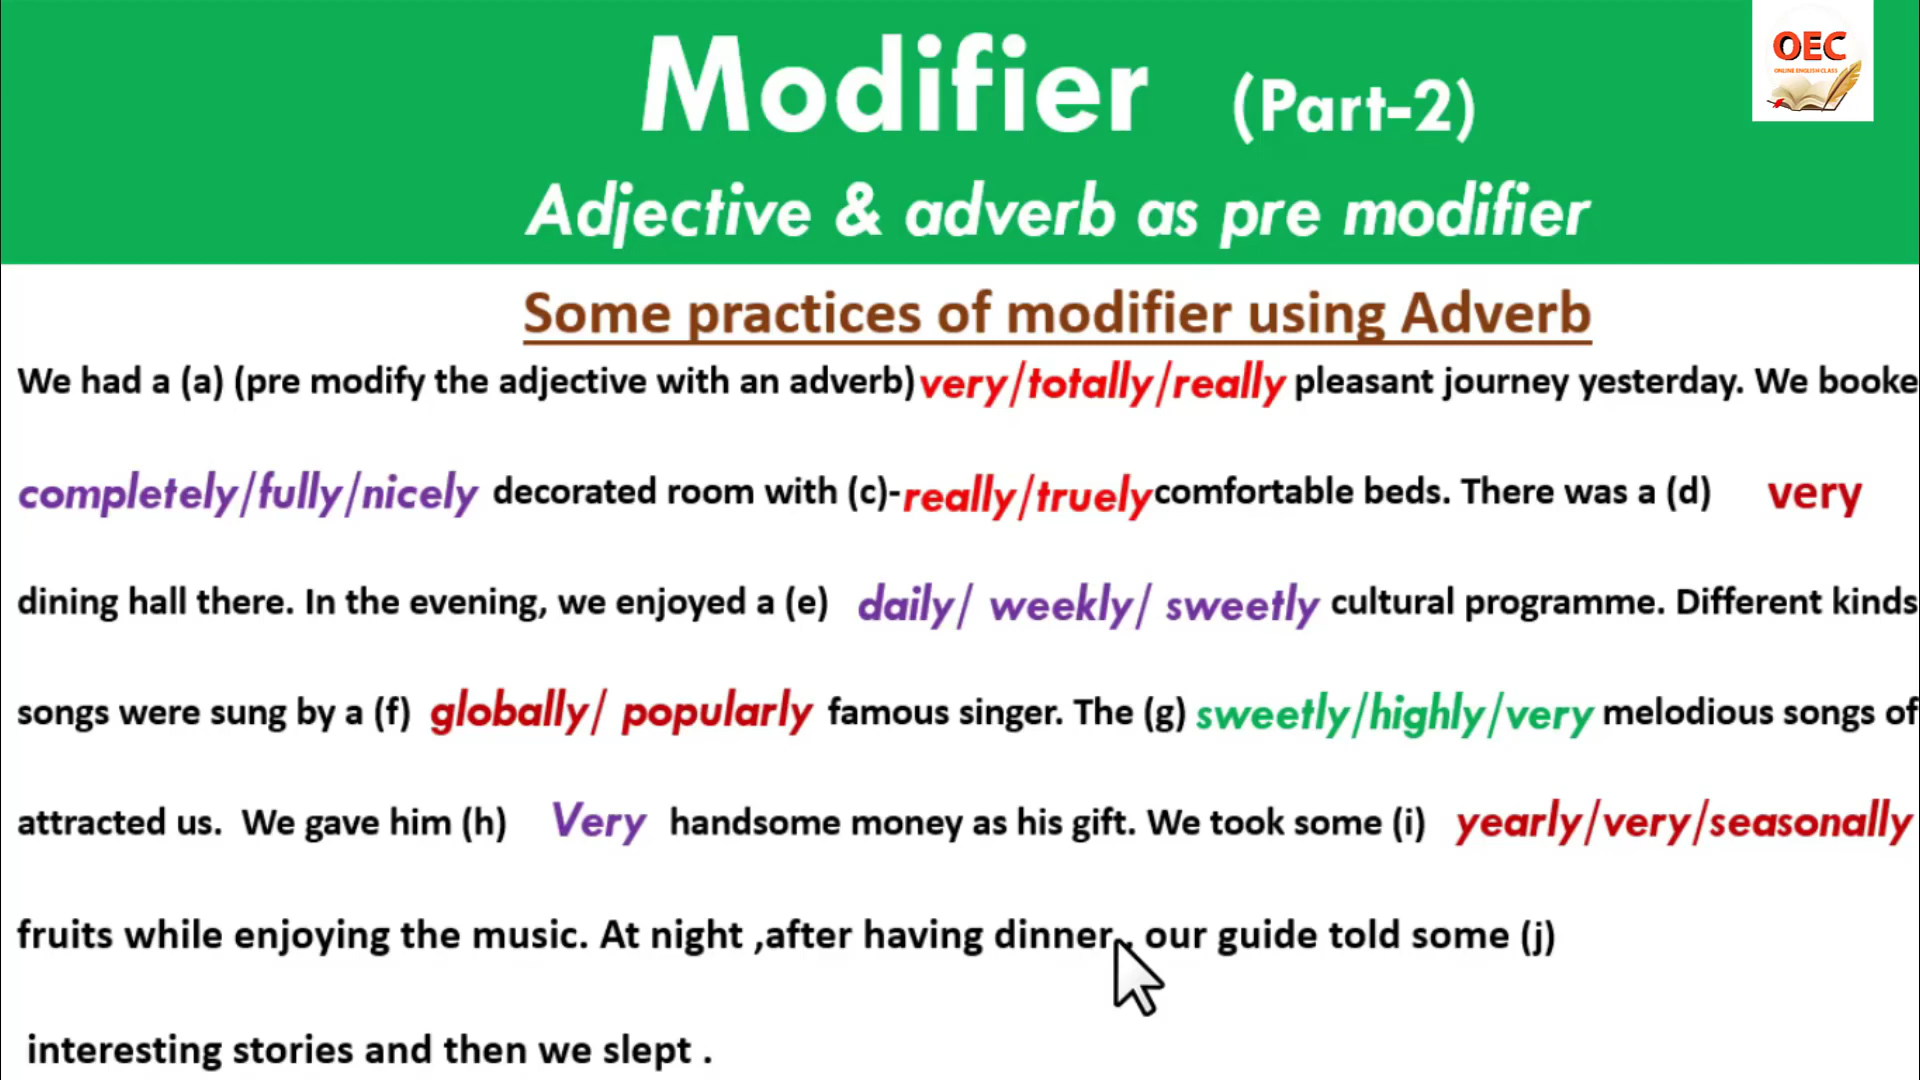 Modifier (Part-2)
OEC
ONLINE ENGLISH CLASS
Adjective & adverb as pre modifier
Some practices of modifier using Adverb
We had a (a) (pre modify the adjective with an adverb) very/totally/really pleasant journey yesterday. We booke
completely/fully/nicely decorated room with (c)-really/truely comfortable beds. There was a (d) very
dining hall there. In the evening, we enjoyed a (e) daily/ weekly/ sweetly cultural programme. Different kinds
songs were sung by a (f) globally/ popularly famous singer. The (g) sweetly/highly/very melodious songs of
attracted us. We gave him (h) Very handsome money as his gift. We took some (i) yearly/very/seasonally
fruits while enjoying the music. At night ,after having dinner , our guide told some (j)
interesting stories and then we slept .